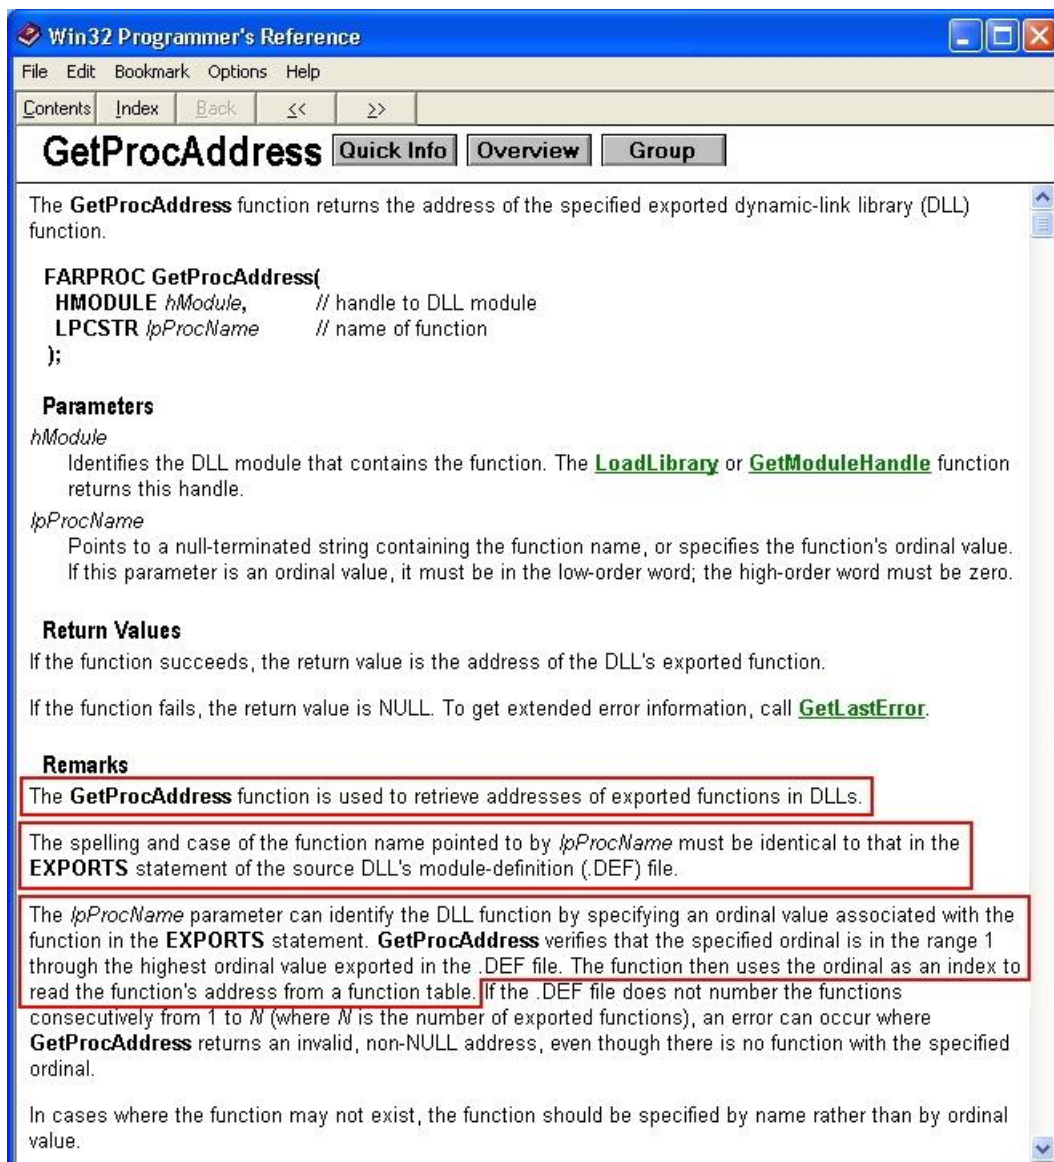 Win32 Programmer's Reference
File Edit Bookmark Options Help
Contents Index Back << >>
GetProcAddress Quick Info Overview Group
The GetProcAddress function returns the address of the specified exported dynamic-link library (DLL)
function.
FARPROC GetProcAddress(
HMODULE hModule, // handle to DLL module
LPCSTR lpProcName // name of function
);
Parameters
hModule
Identifies the DLL module that contains the function. The LoadLibrary or GetModuleHandle function
returns this handle.
lpProcName
Points to a null-terminated string containing the function name, or specifies the function's ordinal value.
If this parameter is an ordinal value, it must be in the low-order word; the high-order word must be zero.
Return Values
If the function succeeds, the return value is the address of the DLL's exported function.
If the function fails, the return value is NULL. To get extended error information, call GetLastError.
Remarks
The GetProcAddress function is used to retrieve addresses of exported functions in DLLs.
The spelling and case of the function name pointed to by lpProcName must be identical to that in the
EXPORTS statement of the source DLL's module-definition (.DEF) file.
The lpProcName parameter can identify the DLL function by specifying an ordinal value associated with the
function in the EXPORTS statement. GetProcAddress verifies that the specified ordinal is in the range 1
through the highest ordinal value exported in the .DEF file. The function then uses the ordinal as an index to
read the function's address from a function table. If the .DEF file does not number the functions
consecutively from 1 to N (where N is the number of exported functions), an error can occur where
GetProcAddress returns an invalid, non-NULL address, even though there is no function with the specified
ordinal.
In cases where the function may not exist, the function should be specified by name rather than by ordinal
value.